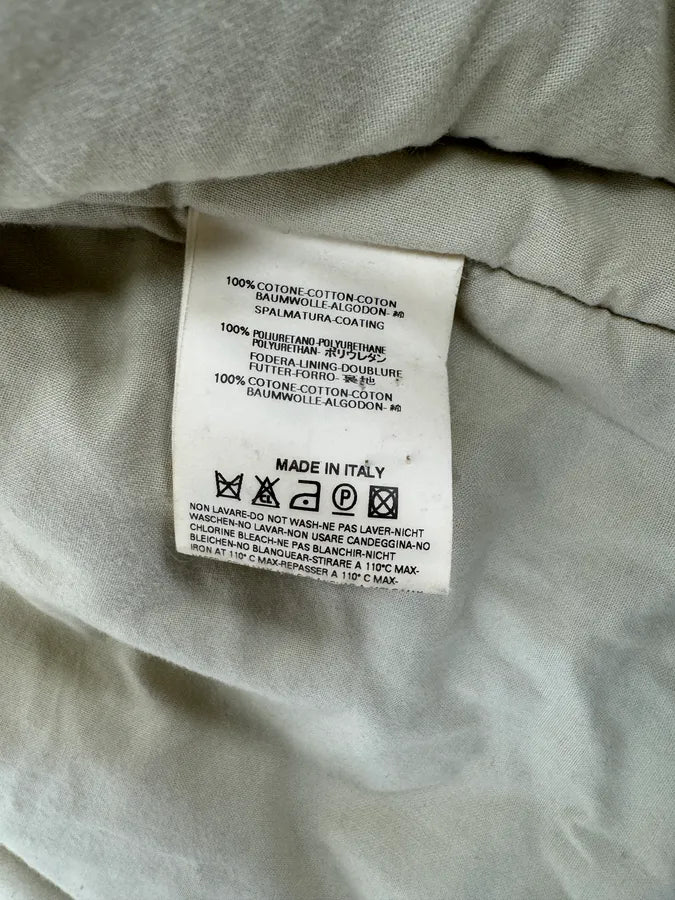 100% COTONE-COTTON-COTON
BAUMWOLLE-ALGODON- 綿
SPALMATURA-COATING
100% POLIURETANO-POLYURETHANE
POLYURETHAN- ポリウレタン
FODERA-LINING-DOUBLURE
FUTTER-FORRO- 裏地
100% COTONE-COTTON-COTON
BAUMWOLLE-ALGODON- 綿
MADE IN ITALY
CL P
NON LAVARE-DO NOT WASH-NE PAS LAVER-NICHT
WASCHEN-NO LAVAR-NON USARE CANDEGGINA-NO
CHLORINE BLEACH-NE PAS BLANCHIR-NICHT
BLEICHEN-NO BLANQUEAR-STIRARE A 110°C MAX-
IRON AT 110° C MAX-REPASSER A 110° C MAX-